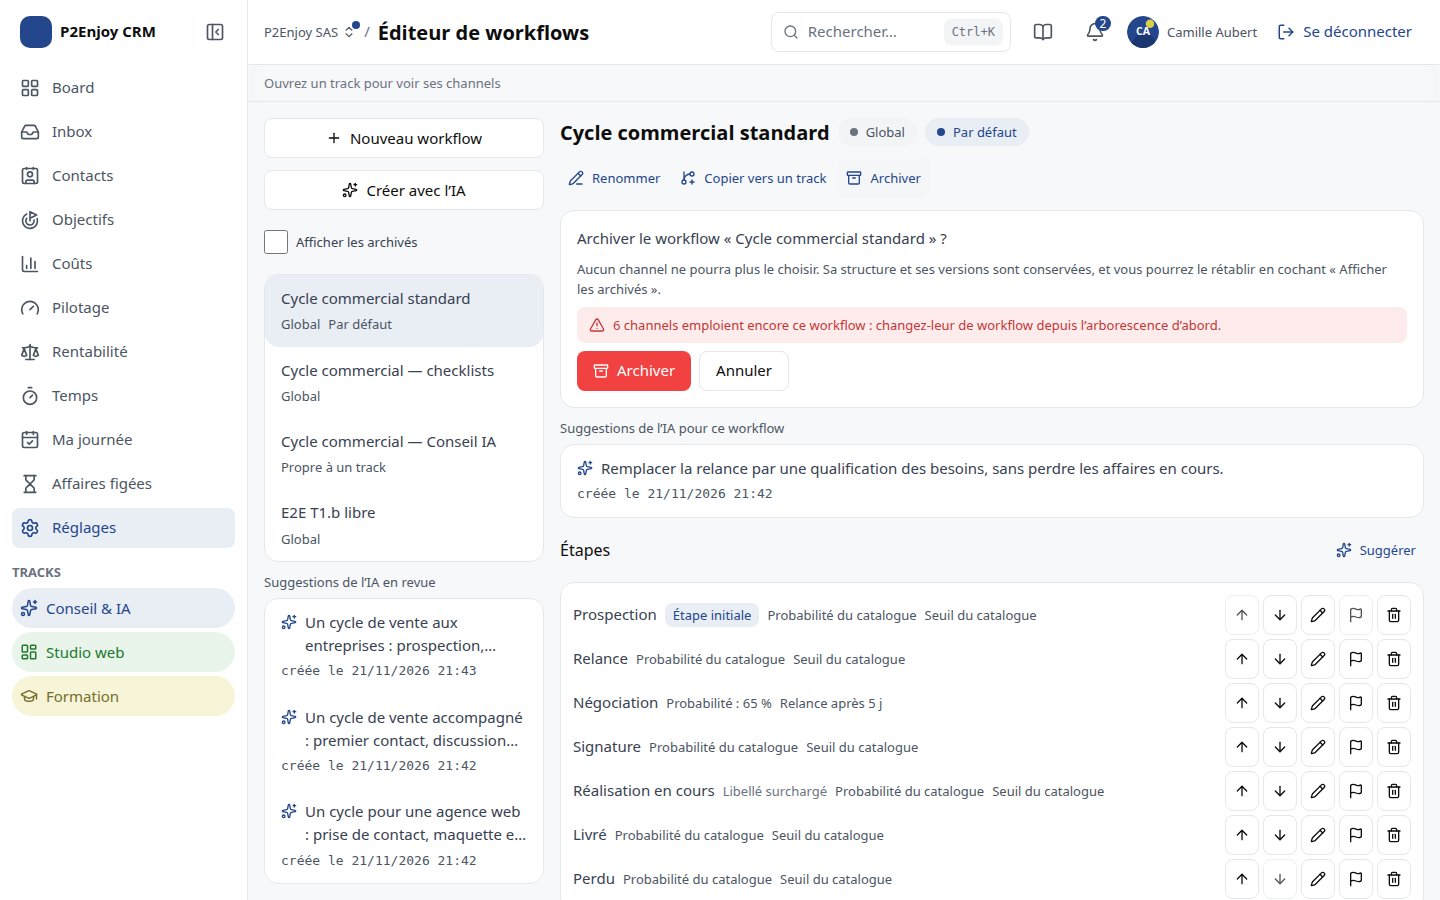 P2Enjoy CRM
Board
Inbox
Contacts
Objectifs
Coûts
Pilotage
Rentabilité
Temps
Ma journée
Affaires figées
Réglages
TRACKS
Conseil & IA
Studio web
Formation
P2Enjoy SAS / Éditeur de workflows
Rechercher... Ctrl+K
2
CA Camille Aubert
Se déconnecter
Ouvrez un track pour voir ses channels
Nouveau workflow
Créer avec l'IA
Afficher les archivés
Cycle commercial standard
Global Par défaut
Cycle commercial — checklists
Global
Cycle commercial — Conseil IA
Propre à un track
E2E T1.b libre
Global
Suggestions de l'IA en revue
Un cycle de vente aux
entreprises : prospection,...
créée le 21/11/2026 21:43
Un cycle de vente accompagné
: premier contact, discussion...
créée le 21/11/2026 21:42
Un cycle pour une agence web
: prise de contact, maquette e...
créée le 21/11/2026 21:42
Cycle commercial standard Global Par défaut
Renommer Copier vers un track Archiver
Archiver le workflow « Cycle commercial standard » ?
Aucun channel ne pourra plus le choisir. Sa structure et ses versions sont conservées, et vous pourrez le rétablir en cochant « Afficher
les archivés ».
6 channels emploient encore ce workflow : changez-leur de workflow depuis l'arborescence d'abord.
Archiver Annuler
Suggestions de l'IA pour ce workflow
Remplacer la relance par une qualification des besoins, sans perdre les affaires en cours.
créée le 21/11/2026 21:42
Étapes Suggérer
Prospection Étape initiale Probabilité du catalogue Seuil du catalogue
Relance Probabilité du catalogue Seuil du catalogue
Négociation Probabilité : 65 % Relance après 5 j
Signature Probabilité du catalogue Seuil du catalogue
Réalisation en cours Libellé surchargé Probabilité du catalogue Seuil du catalogue
Livré Probabilité du catalogue Seuil du catalogue
Perdu Probabilité du catalogue Seuil du catalogue